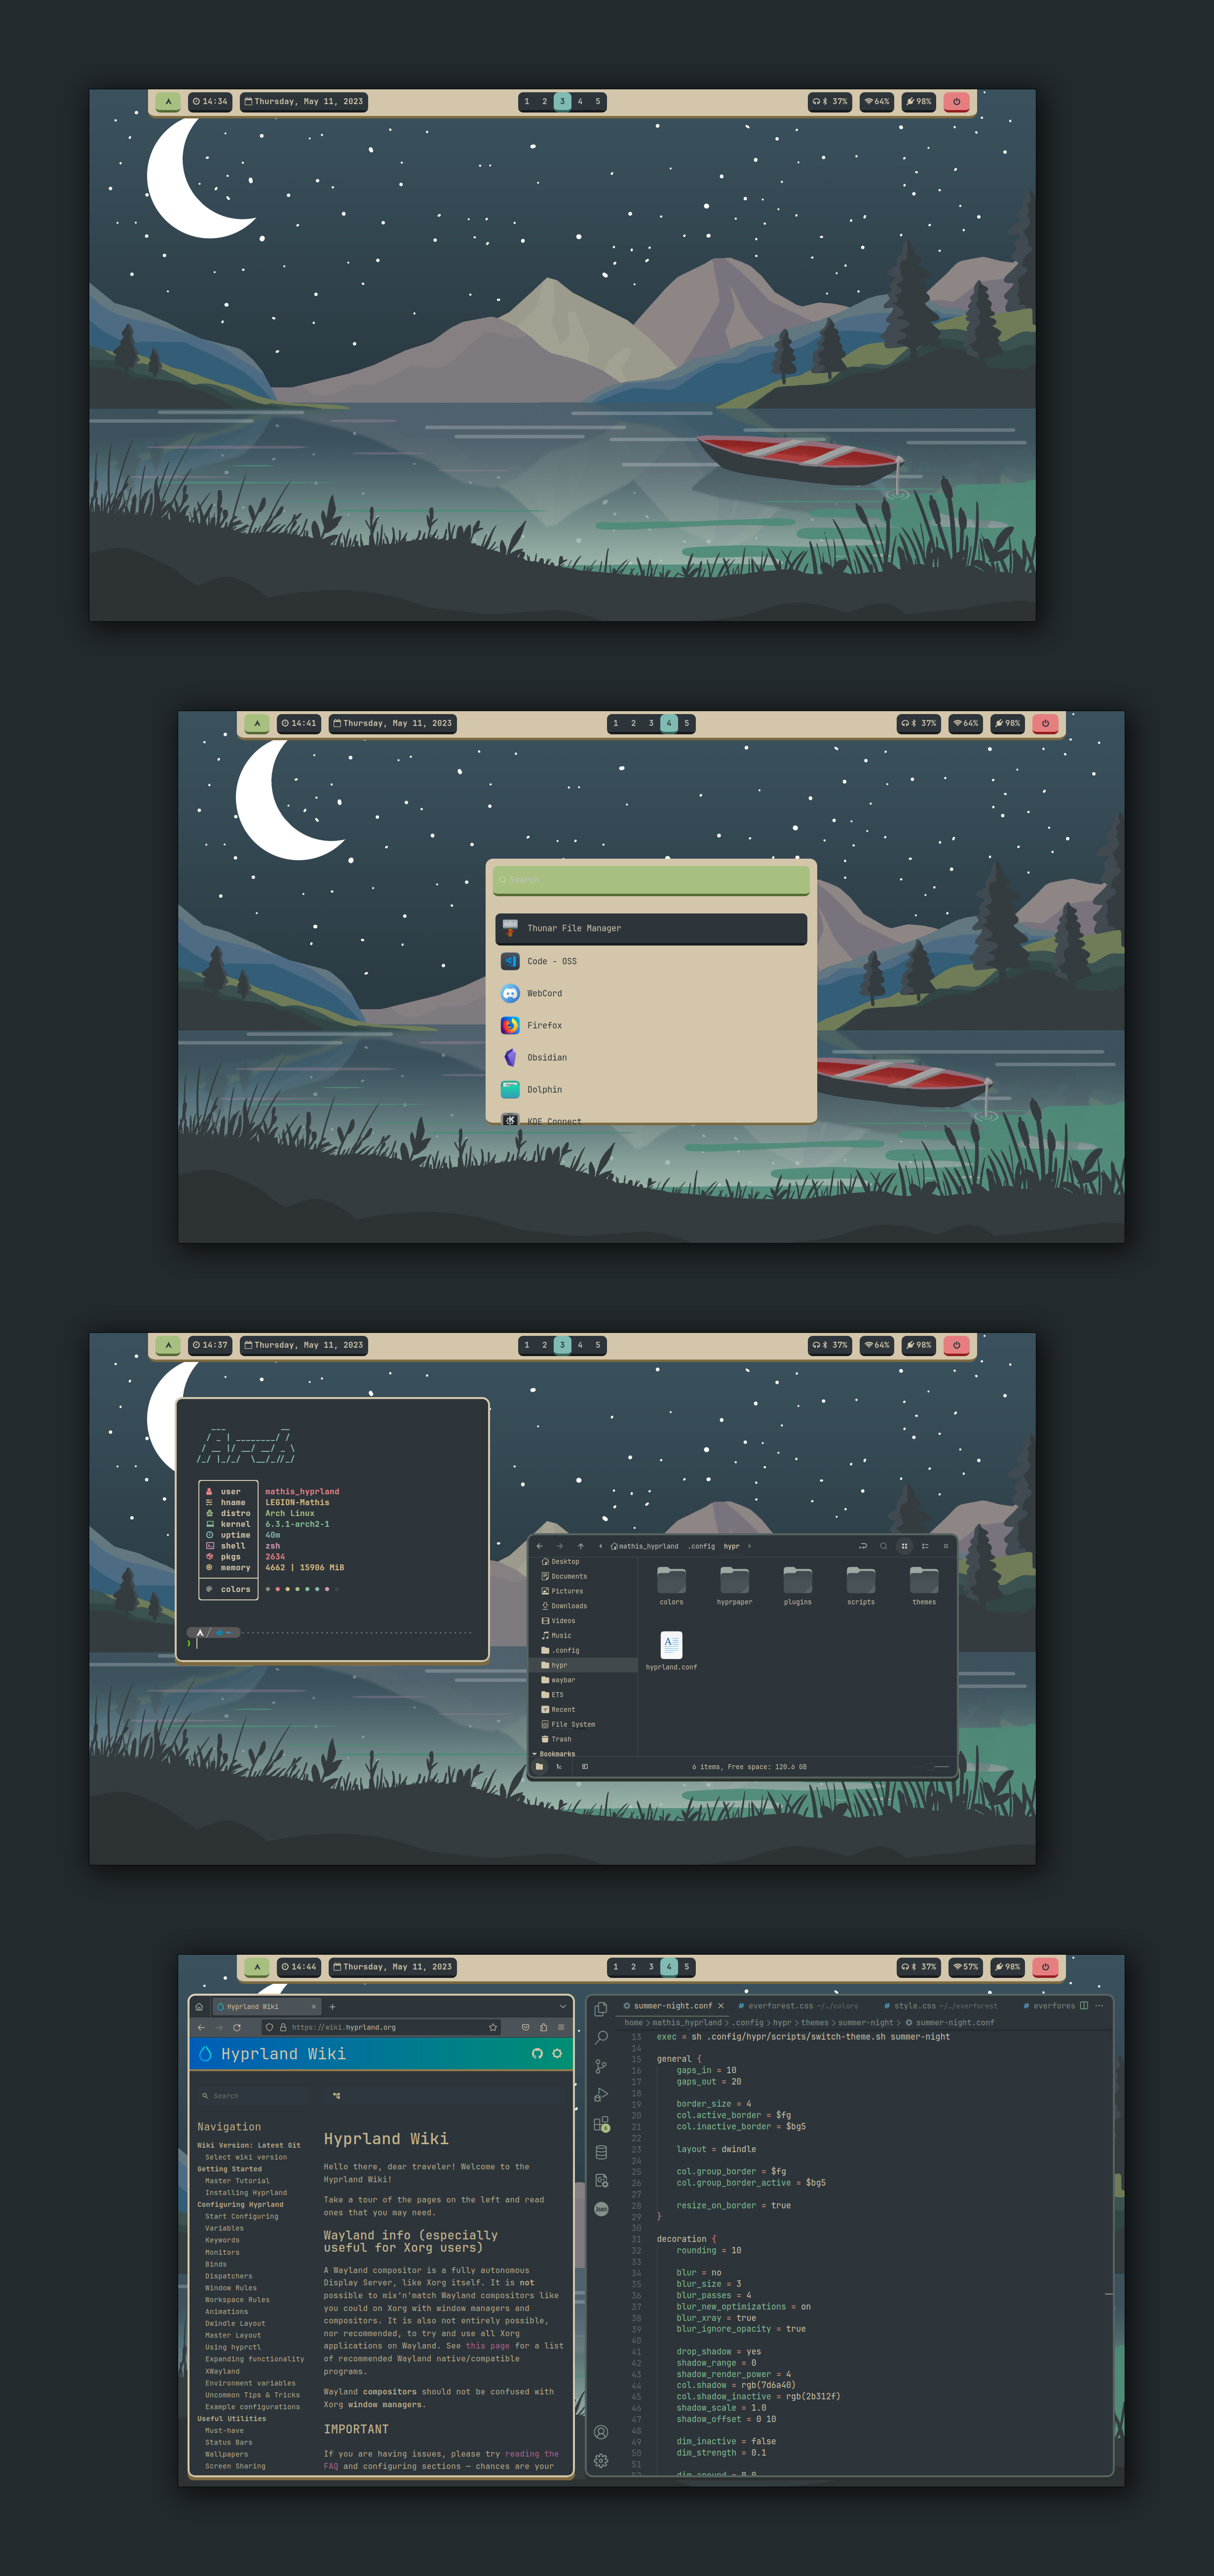 14:34 Thursday, May 11, 2023 1 2 3 4 5 37% 64% 98%
14:41 Thursday, May 11, 2023 1 2 3 4 5 37% 64% 98%
Search
Thunar File Manager
Code - OSS
WebCord
Firefox
Obsidian
Dolphin
KDE Connect
14:37 Thursday, May 11, 2023 1 2 3 4 5 37% 64% 98%
user mathis_hyprland
hname LEGION-Mathis
distro Arch Linux
kernel 6.3.1-arch2-1
uptime 40m
shell zsh
pkgs 2634
memory 4662 | 15906 MiB
colors
~
mathis_hyprland .config hypr
Desktop
Documents
Pictures
Downloads
Videos
Music
.config
hypr
waybar
ETS
Recent
File System
Trash
Bookmarks
colors hyprpaper plugins scripts themes
hyprland.conf
6 items, Free space: 120.6 GB
14:44 Thursday, May 11, 2023 1 2 3 4 5 37% 57% 98%
Hyprland Wiki
https://wiki.hyprland.org
Hyprland Wiki
Search
Navigation
Wiki Version: Latest Git
Select wiki version
Getting Started
Master Tutorial
Installing Hyprland
Configuring Hyprland
Start Configuring
Variables
Keywords
Monitors
Binds
Dispatchers
Window Rules
Workspace Rules
Animations
Dwindle Layout
Master Layout
Using hyprctl
Expanding functionality
XWayland
Environment variables
Uncommon Tips & Tricks
Example configurations
Useful Utilities
Must-have
Status Bars
Wallpapers
Screen Sharing
Hyprland Wiki
Hello there, dear traveler! Welcome to the
Hyprland Wiki!
Take a tour of the pages on the left and read
ones that you may need.
Wayland info (especially
useful for Xorg users)
A Wayland compositor is a fully autonomous
Display Server, like Xorg itself. It is not
possible to mix'n'match Wayland compositors like
you could on Xorg with window managers and
compositors. It is also not entirely possible,
nor recommended, to try and use all Xorg
applications on Wayland. See this page for a list
of recommended Wayland native/compatible
programs.
Wayland compositors should not be confused with
Xorg window managers.
IMPORTANT
If you are having issues, please try reading the
FAQ and configuring sections — chances are your
summer-night.conf # everforest.css ~/…/colors # style.css ~/…/everforest # everfores
home > mathis_hyprland > .config > hypr > themes > summer-night > summer-night.conf
13 exec = sh .config/hypr/scripts/switch-theme.sh summer-night
14
15 general {
16 gaps_in = 10
17 gaps_out = 20
18
19 border_size = 4
20 col.active_border = $fg
21 col.inactive_border = $bg5
22
23 layout = dwindle
24
25 col.group_border = $fg
26 col.group_border_active = $bg5
27
28 resize_on_border = true
29 }
30
31 decoration {
32 rounding = 10
33
34 blur = no
35 blur_size = 3
36 blur_passes = 4
37 blur_new_optimizations = on
38 blur_xray = true
39 blur_ignore_opacity = true
40
41 drop_shadow = yes
42 shadow_range = 0
43 shadow_render_power = 4
44 col.shadow = rgb(7d6a40)
45 col.shadow_inactive = rgb(2b312f)
46 shadow_scale = 1.0
47 shadow_offset = 0 10
48
49 dim_inactive = false
50 dim_strength = 0.1
51
52 dim_around = 0.0